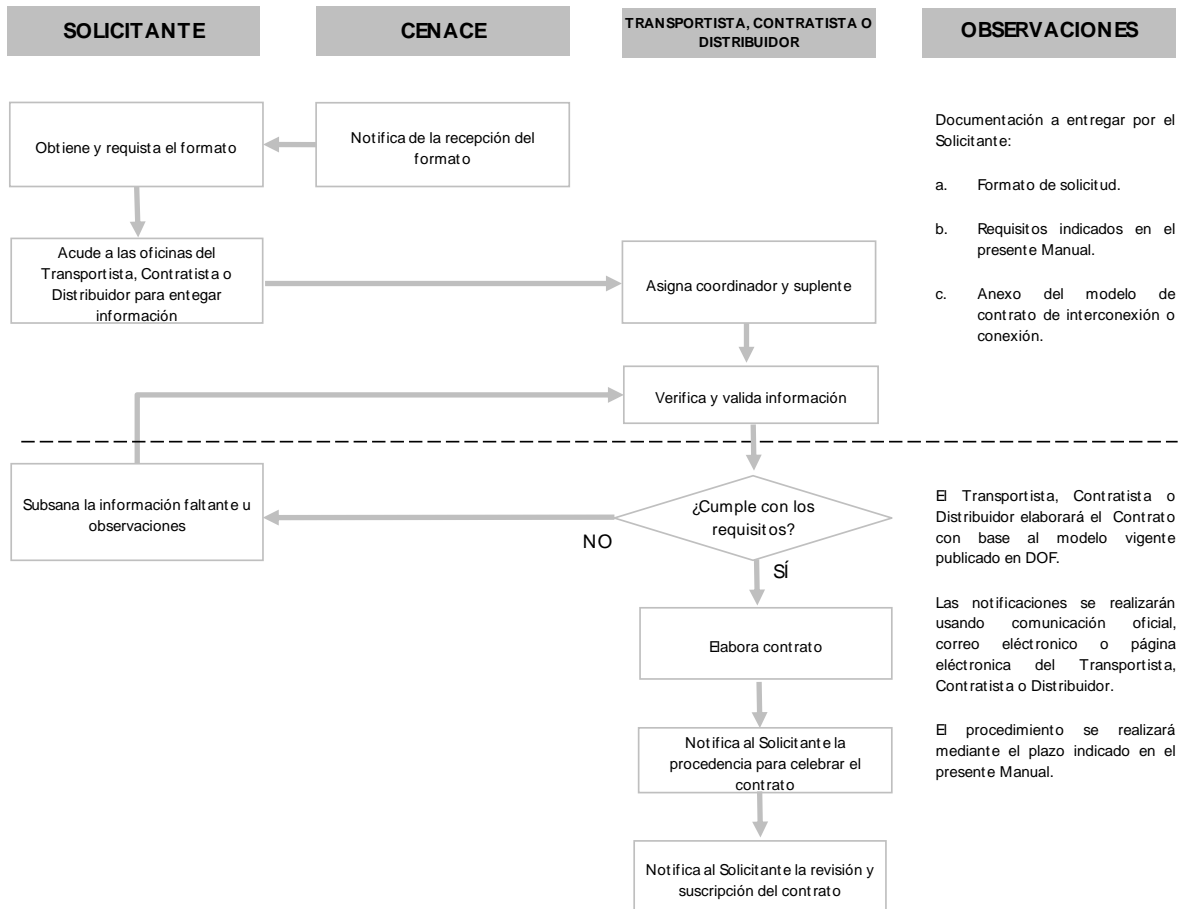 SOLICITANTE
CENACE
TRANSPORTISTA, CONTRATISTA O
DISTRIBUIDOR
OBSERVACIONES
Obtiene y requista el formato
Notifica de la recepción del
formato
Documentación a entregar por el
Solicitante:
a. Formato de solicitud.
b. Requisitos indicados en el
presente Manual.
c. Anexo del modelo de
contrato de interconexión o
conexión.
Acude a las oficinas del
Transportista, Contratista o
Distribuidor para entegar
información
Asigna coordinador y suplente
Verifica y valida información
Subsana la información faltante u
observaciones
¿Cumple con los
requisitos?
NO
SÍ
El Transportista, Contratista o
Distribuidor elaborará el Contrato
con base al modelo vigente
publicado en DOF.
Las notificaciones se realizarán
usando comunicación oficial,
correo eléctronico o página
eléctronica del Transportista,
Contratista o Distribuidor.
El procedimiento se realizará
mediante el plazo indicado en el
presente Manual.
Elabora contrato
Notifica al Solicitante la
procedencia para celebrar el
contrato
Notifica al Solicitante la revisión y
suscripción del contrato